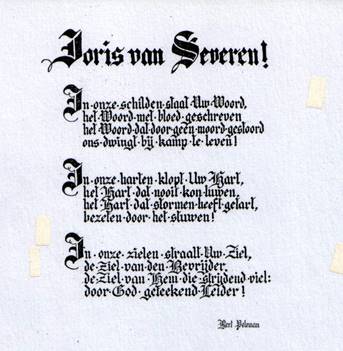 Joris van Severen!
In onze schilden staat Uw Woord,
het Woord met bloed geschreven
het Woord dat door geen moord gestoord
ons dwingt bij kamp te leven!
In onze harten klopt Uw Hart,
het Hart dat nooit kon luwen,
het Hart dat stormen heeft getart,
bezeten door het stuwen!
In onze zielen straalt Uw Ziel,
de Ziel van den Bevrijder,
de Ziel van Hem die strijdend viel:
door God geteekend Leider!
Bert Peleman